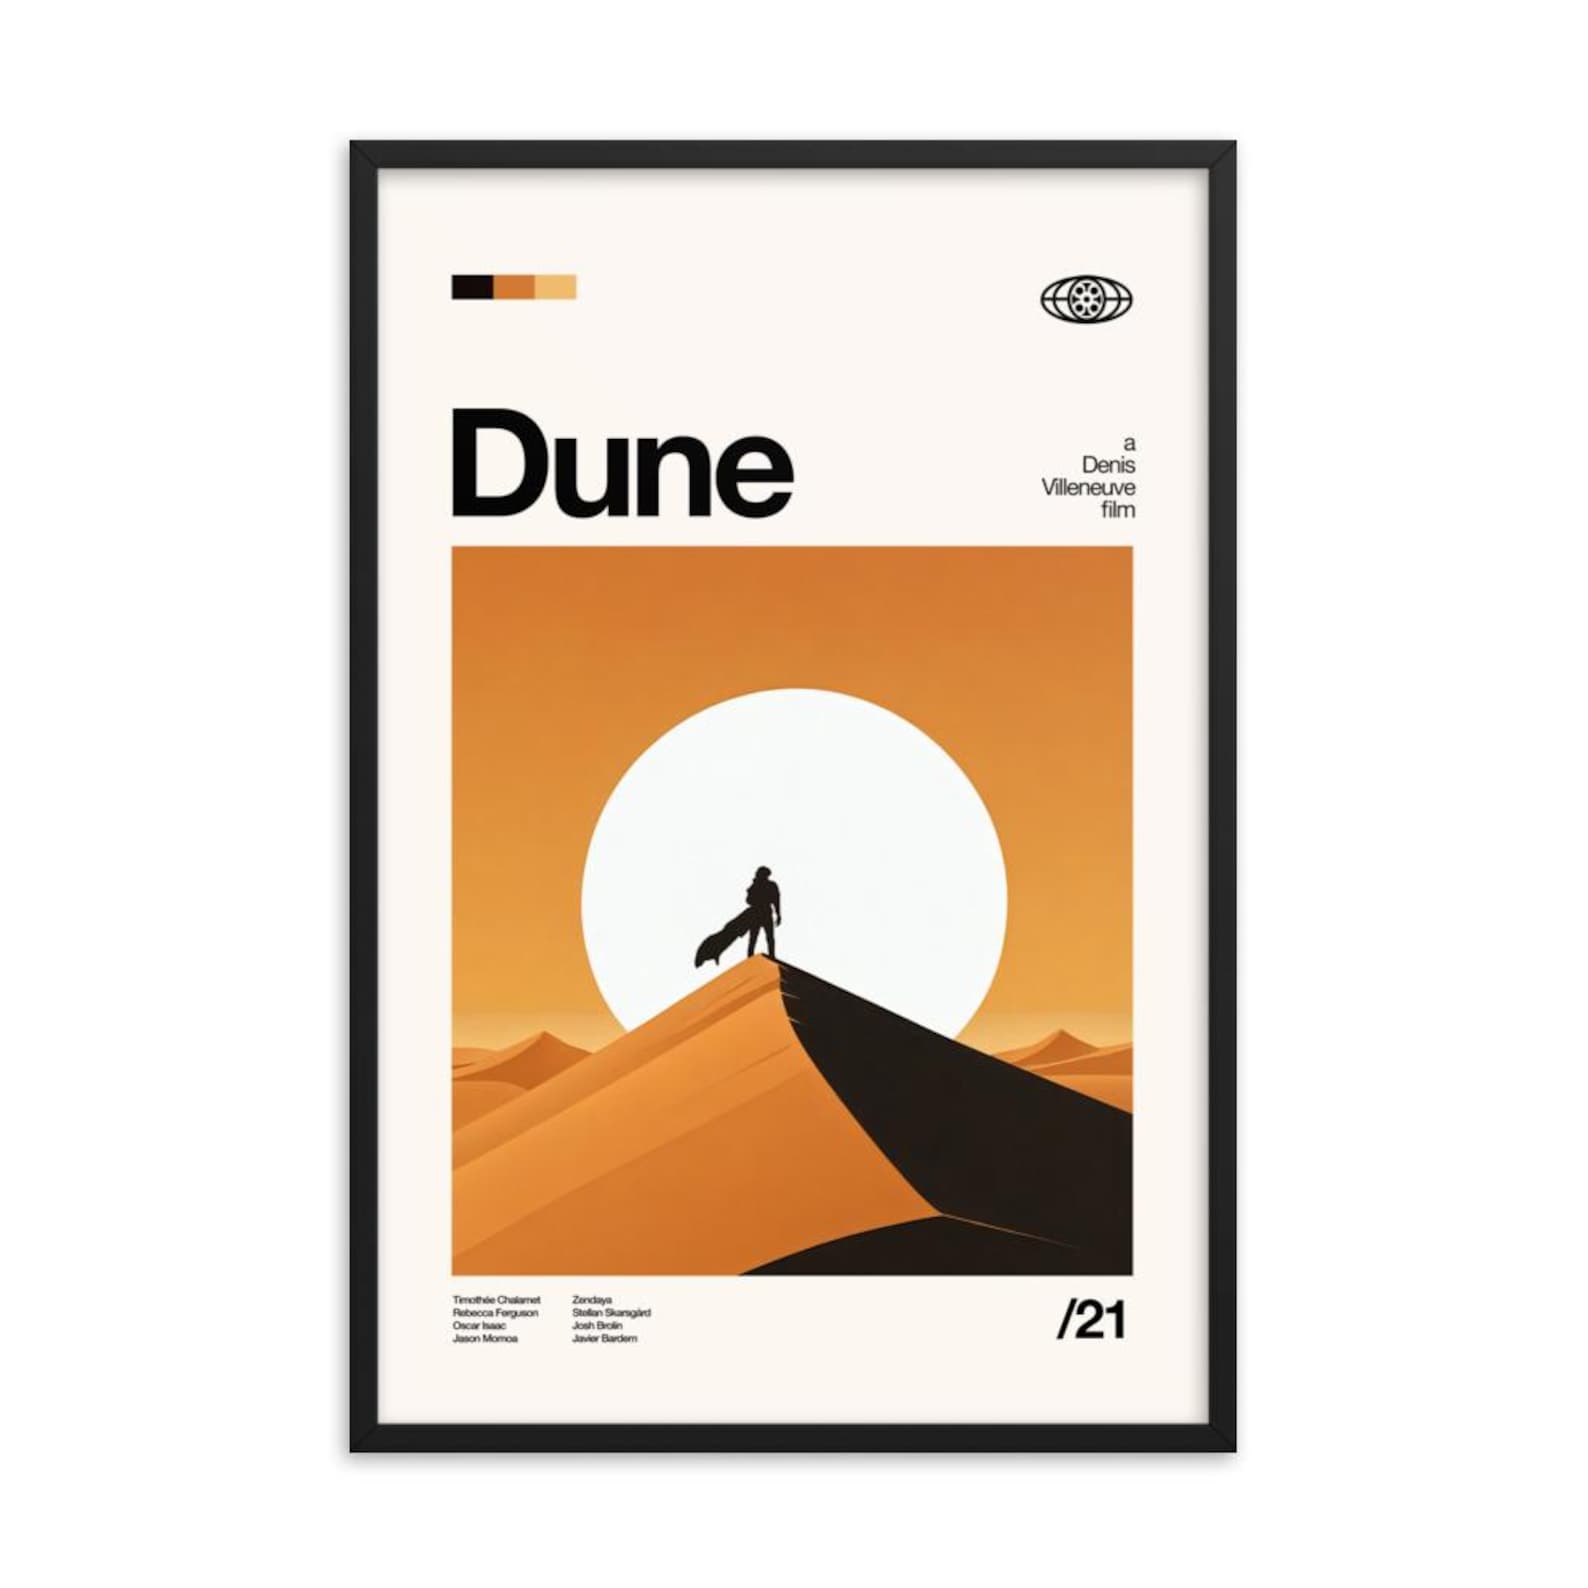 Dune
a
Denis
Villeneuve
film
Timothée Chalamet
Rebecca Ferguson
Oscar Isaac
Jason Momoa
Zendaya
Stellan Skarsgård
Josh Brolin
Javier Bardem
/21